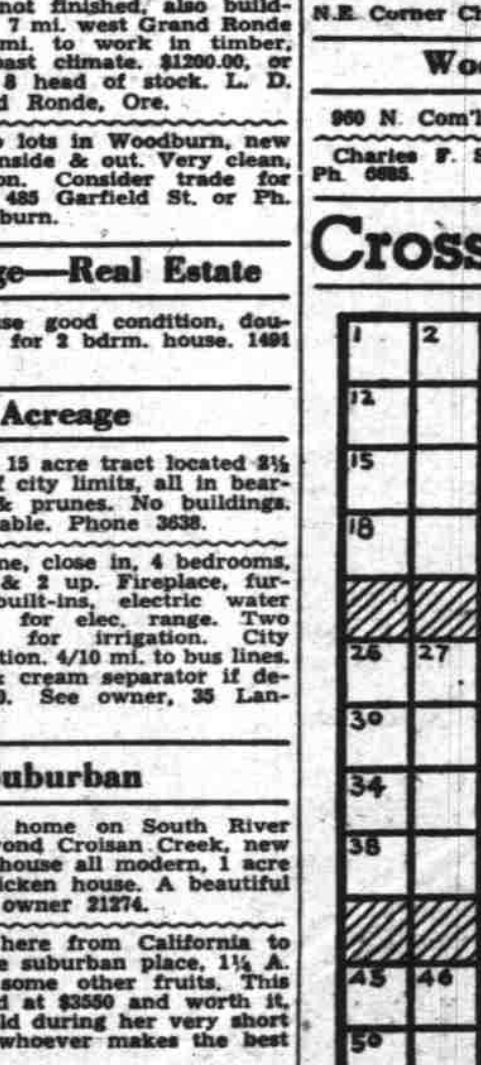 not finished, also build-
7 mi. west Grand Ronde
mi. to work in timber,
past climate. $1200.00, or
8 head of stock. L. D.
d Ronde, Ore.
lots in Woodburn, new
nside & out. Very clean,
on. Consider trade for
485 Garfield St. or Ph.
burn.
ge—Real Estate
use good condition, dou-
for 2 bdrm. house. 1491
Acreage
15 acre tract located 2½
f city limits, all in bear-
& prunes. No buildings.
able. Phone 3638.
ne, close in, 4 bedrooms,
& 2 up. Fireplace, fur-
built-ins, electric water
for elec. range. Two
for irrigation. City
tion. 4/10 mi. to bus lines.
& cream separator if de-
0. See owner, 35 Lan-
uburban
home on South River
yond Croisan Creek, new
house all modern, 1 acre
icken house. A beautiful
owner 21274.
here from California to
e suburban place, 1¼ A.
some other fruits. This
d at $3550 and worth it,
ld during her very short
whoever makes the best
N.E. Corner Ch
Woo
960 N. Com'l
Charles F. S
Ph. 6685.
Cross
1 2
12
15
18
26 27
30
34
38
45 46
50